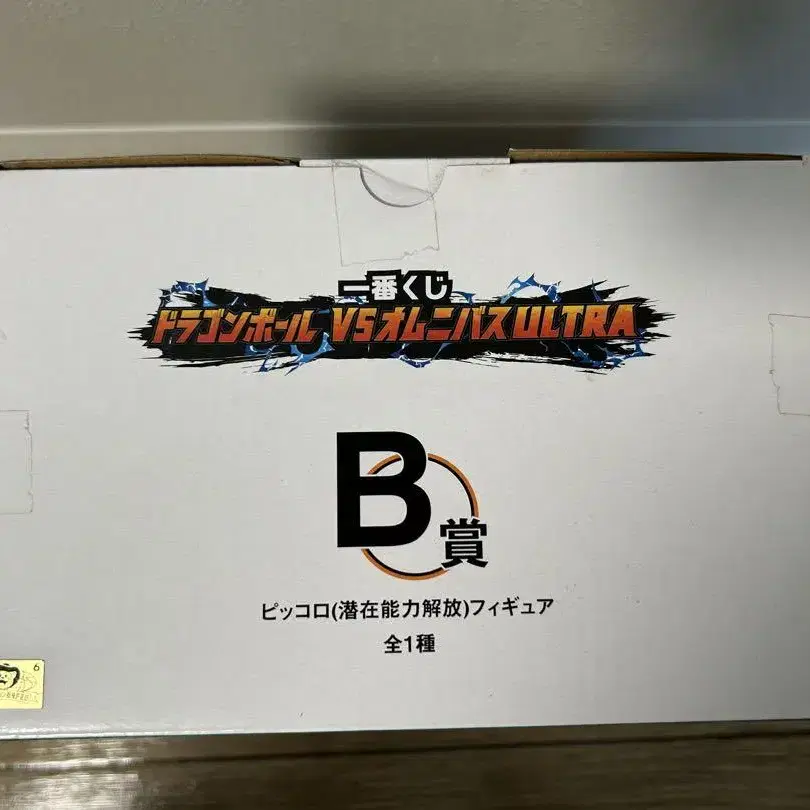 一番くじ
ドラゴンボール VSオムニバスULTRA
B賞
ピッコロ(潜在能力解放)フィギュア
全1種
6